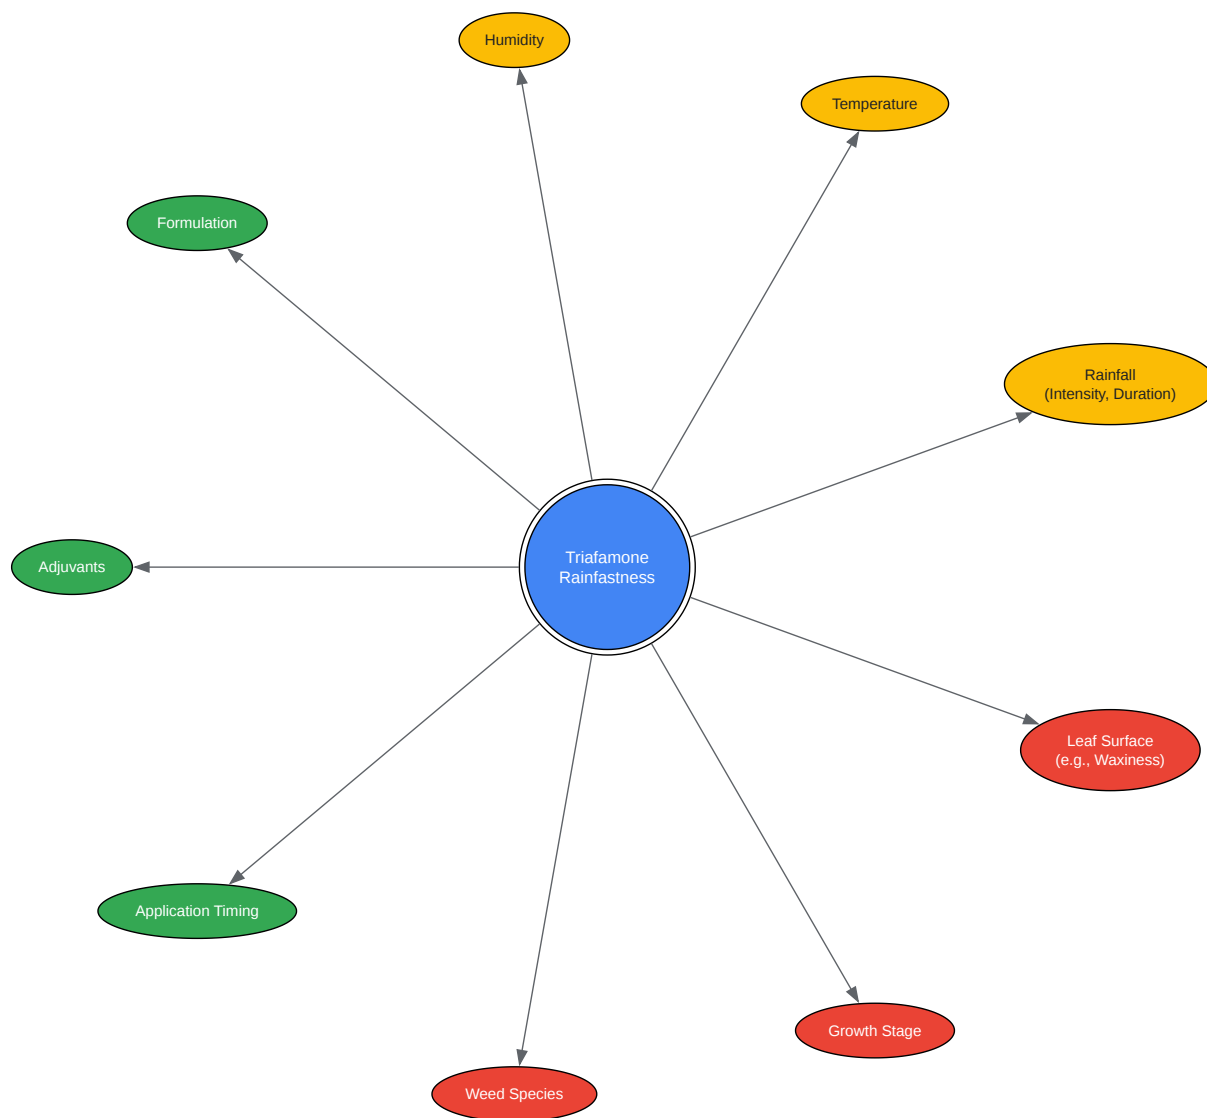 Humidity
Temperature
Formulation
Rainfall
(Intensity, Duration)
Triafamone
Rainfastness
Adjuvants
Leaf Surface
(e.g., Waxiness)
Application Timing
Growth Stage
Weed Species